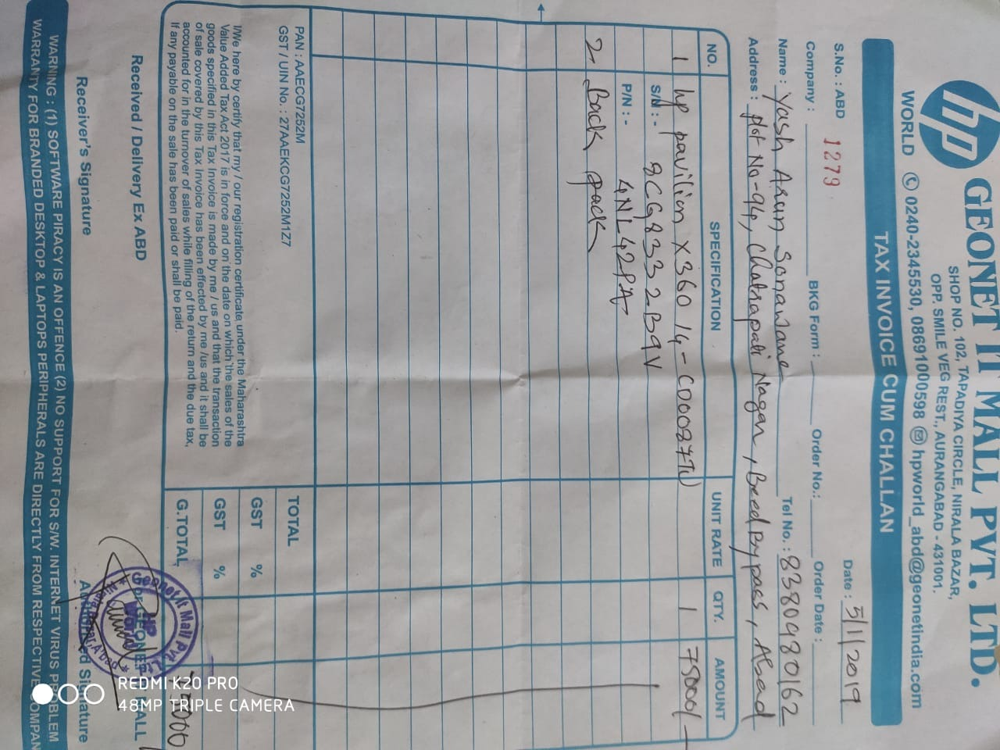 hp
WORLD
GEONET IT MALL PVT. LTD.
SHOP NO. 102, TAPADIYA CIRCLE, NIRALA BAZAR,
OPP. SMILE VEG REST., AURANGABAD - 431001.
0240-2345530, 08691000598 hpworld_abd@geonetindia.com
TAX INVOICE CUM CHALLAN
S.No. : ABD 1279 Date : 5/1/2019
Company : BKG Form : Order No.: Order Date :
Name : Yash Arun Sonawane Tel No. : 8380980162
Address : plot No-94, Chatrapati Nagar, Beed By pass, Abad
NO. SPECIFICATION UNIT RATE QTY. AMOUNT
1 hp pavilion x360 14-CD0087TU 1 75000/-
S/N :- 8CG8332B9V
P/N :- 4NL42PA
2. Back pack
PAN : AAECG7252M
GST / UIN No. : 27AAEKCG7252M1Z7
TOTAL
GST %
GST %
G.TOTAL 75000
I/We here by certify that my / our registration certificate under the Maharashtra
Value Added Tax Act 2017 is in force and on the date on which the sales of the
goods specified in this Tax Invoice is made by me / us and that the transaction
of sale covered by this Tax Invoice has been effected by me /us and it shall be
accounted for in the turnover of sales while filling of the return and the due tax,
If any payable on the sale has been paid or shall be paid.
Received / Delivery Ex ABD
For GEONET IT MALL
Geonet It Mall Pvt. Lt
HP
World
Receiver's Signature
Authorised Signature
WARNING : (1) SOFTWARE PIRACY IS AN OFFENCE (2) NO SUPPORT FOR S/W. INTERNET VIRUS PROBLEM
WARRANTY FOR BRANDED DESKTOP & LAPTOPS PERIPHERALS ARE DIRECTLY FROM RESPECTIVE COMPAN
REDMI K20 PRO
48MP TRIPLE CAMERA